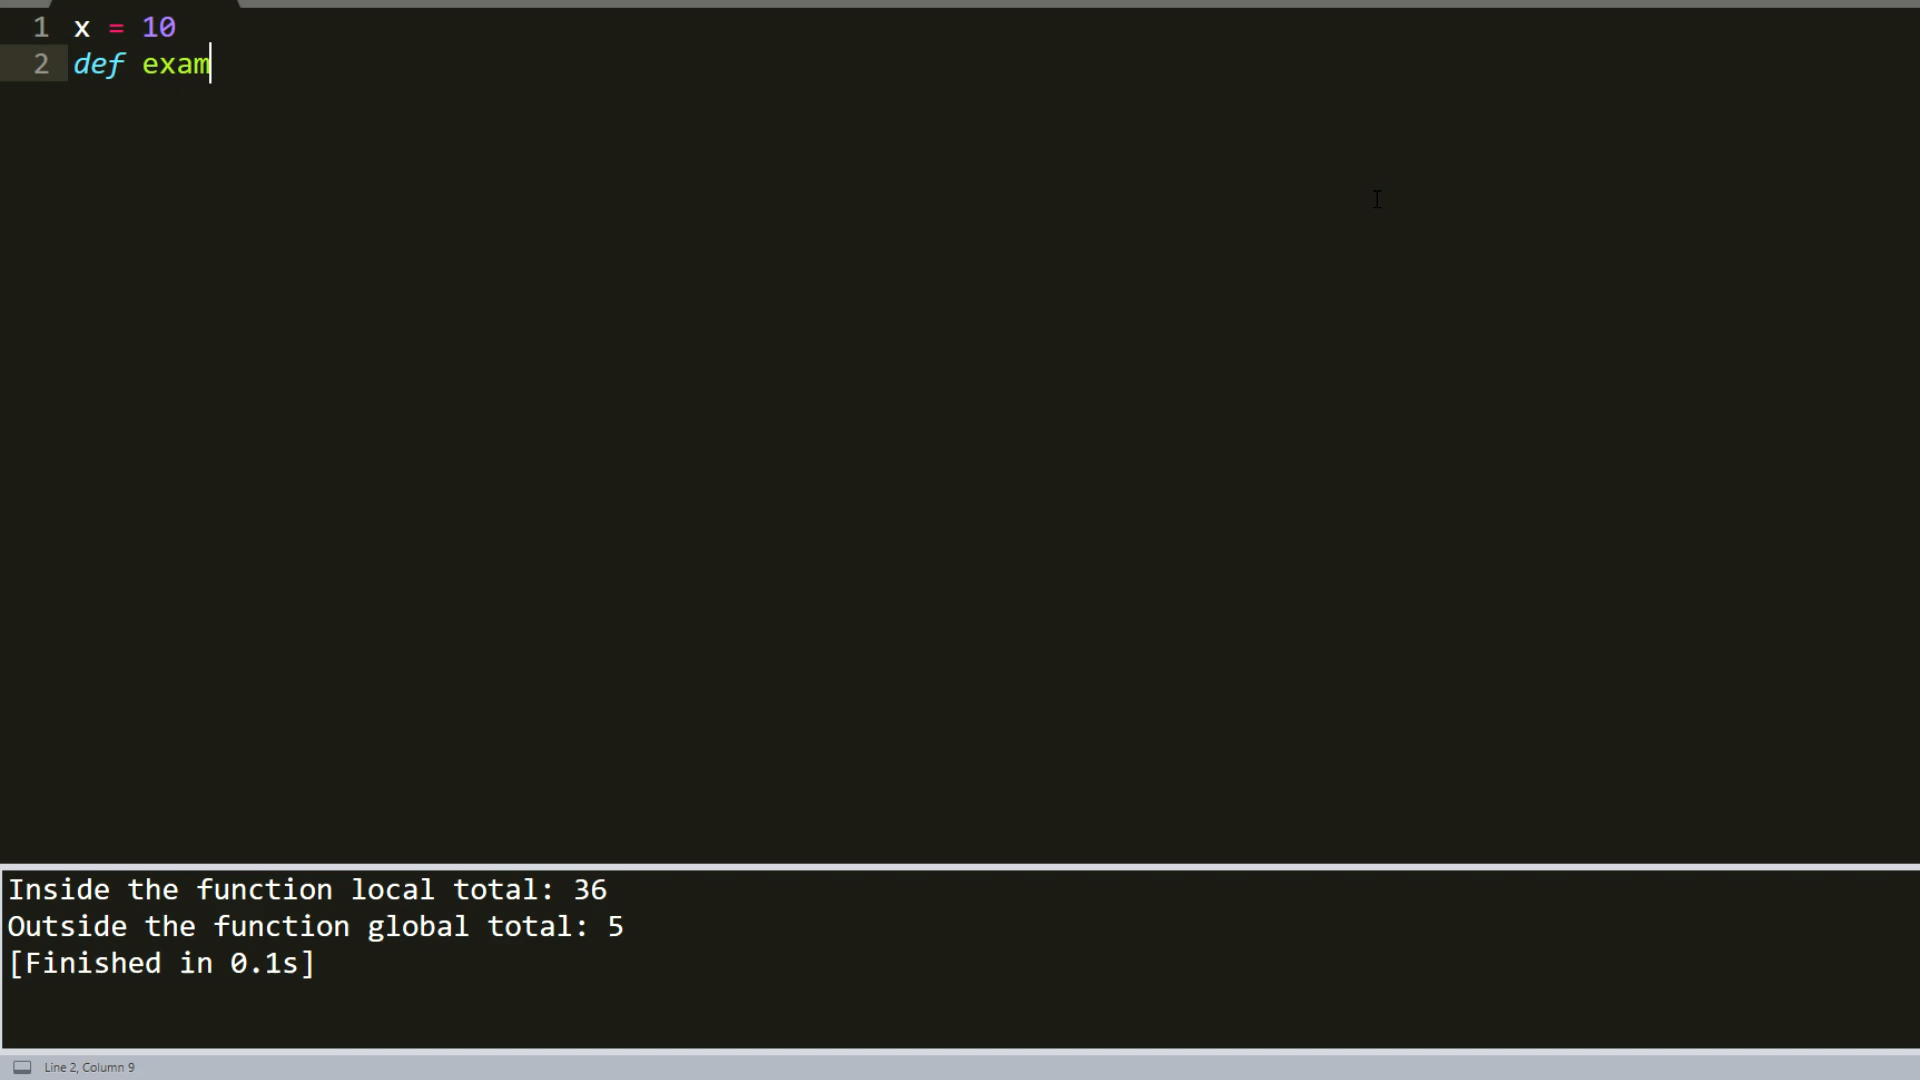 1 x = 10
2 def exam
Inside the function local total: 36
Outside the function global total: 5
[Finished in 0.1s]
Line 2, Column 9